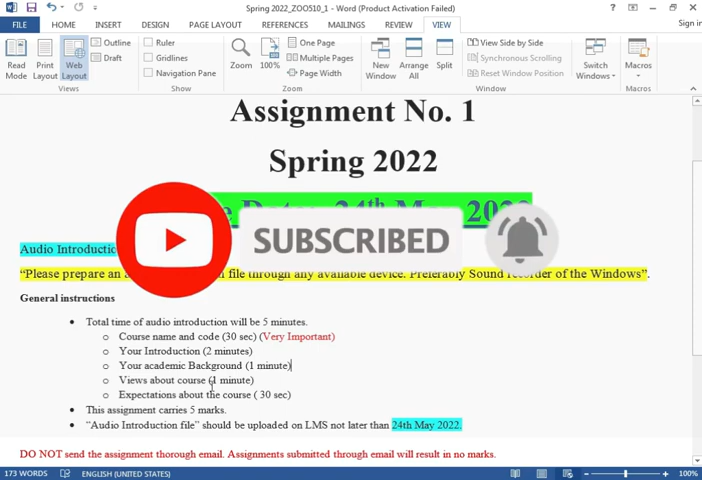 Spring 2022_ZOO510_1 - Word (Product Activation Failed)
FILE HOME INSERT DESIGN PAGE LAYOUT REFERENCES MAILINGS REVIEW VIEW Sign in
Read Mode
Print Layout
Web Layout
Outline
Draft
Views
Ruler
Gridlines
Navigation Pane
Show
Zoom
100%
One Page
Multiple Pages
Page Width
Zoom
New Window
Arrange All
Split
View Side by Side
Synchronous Scrolling
Reset Window Position
Window
Switch Windows
Macros
Macros
Assignment No. 1
Spring 2022
24th May 2022
SUBSCRIBED
Audio Introductio
“Please prepare an file through any available device. Preferably Sound recorder of the Windows”.
General instructions
• Total time of audio introduction will be 5 minutes.
o Course name and code (30 sec) (Very Important)
o Your Introduction (2 minutes)
o Your academic Background (1 minute)
o Views about course (1 minute)
o Expectations about the course ( 30 sec)
• This assignment carries 5 marks.
• “Audio Introduction file” should be uploaded on LMS not later than 24th May 2022.
DO NOT send the assignment thorough email. Assignments submitted through email will result in no marks.
173 WORDS ENGLISH (UNITED STATES) 100%